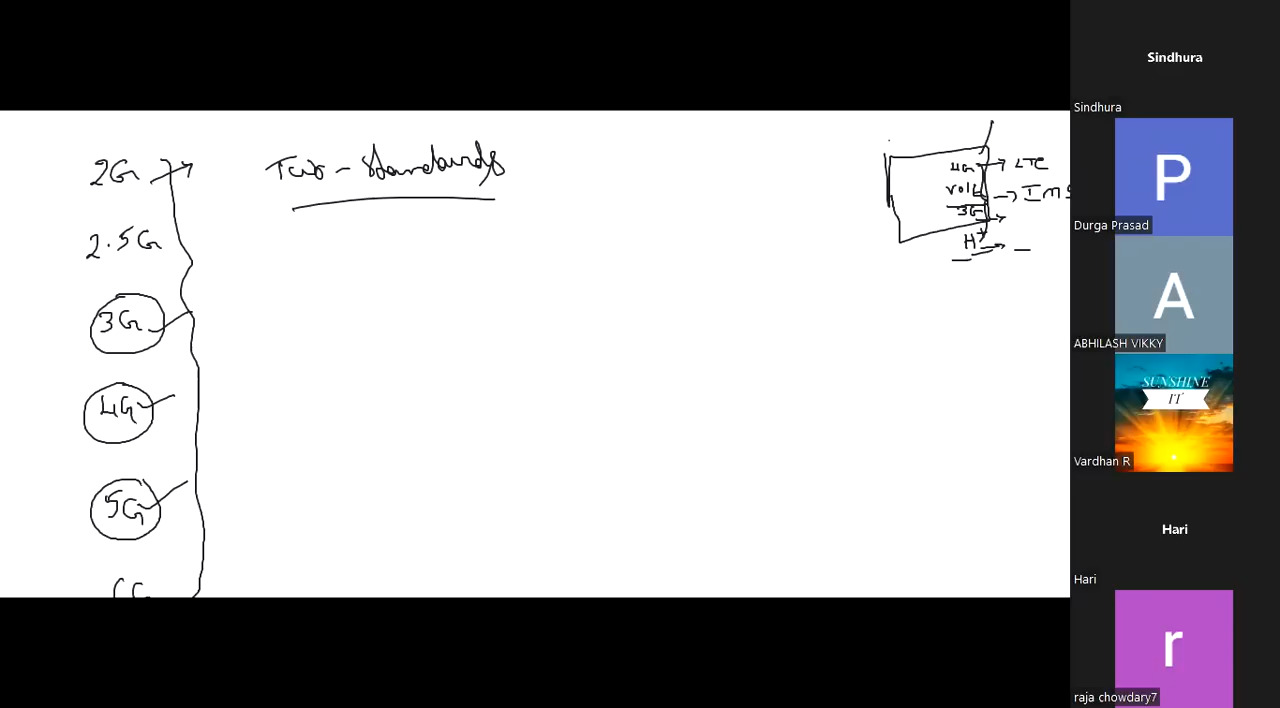 2G
Two - Standards
2.5G
3G
4G
5G
4G → LTE
Volt → IMS
3G →
H+ → _
Sindhura
Sindhura
P
Durga Prasad
A
ABHILASH VIKKY
SUNSHINE
IT
Vardhan R
Hari
Hari
r
raja chowdary7